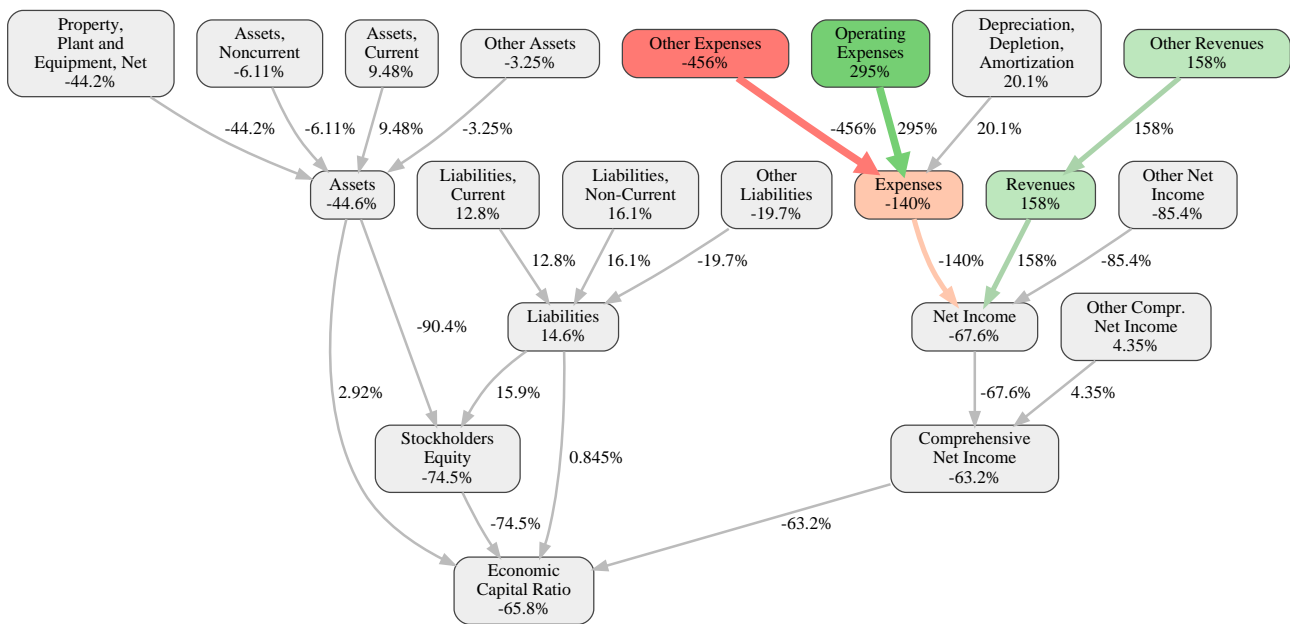 Property,
Plant and
Equipment, Net
-44.2%
Assets,
Noncurrent
-6.11%
Assets,
Current
9.48%
Other Assets
-3.25%
Other Expenses
-456%
Operating
Expenses
295%
Depreciation,
Depletion,
Amortization
20.1%
Other Revenues
158%
-44.2%
-6.11%
9.48%
-3.25%
-456%
295%
20.1%
158%
Assets
-44.6%
Liabilities,
Current
12.8%
Liabilities,
Non-Current
16.1%
Other
Liabilities
-19.7%
Expenses
-140%
Revenues
158%
Other Net
Income
-85.4%
12.8%
16.1%
-19.7%
-140%
158%
-85.4%
-90.4%
Liabilities
14.6%
Net Income
-67.6%
Other Compr.
Net Income
4.35%
2.92%
15.9%
-67.6%
4.35%
Stockholders
Equity
-74.5%
0.845%
Comprehensive
Net Income
-63.2%
-74.5%
-63.2%
Economic
Capital Ratio
-65.8%